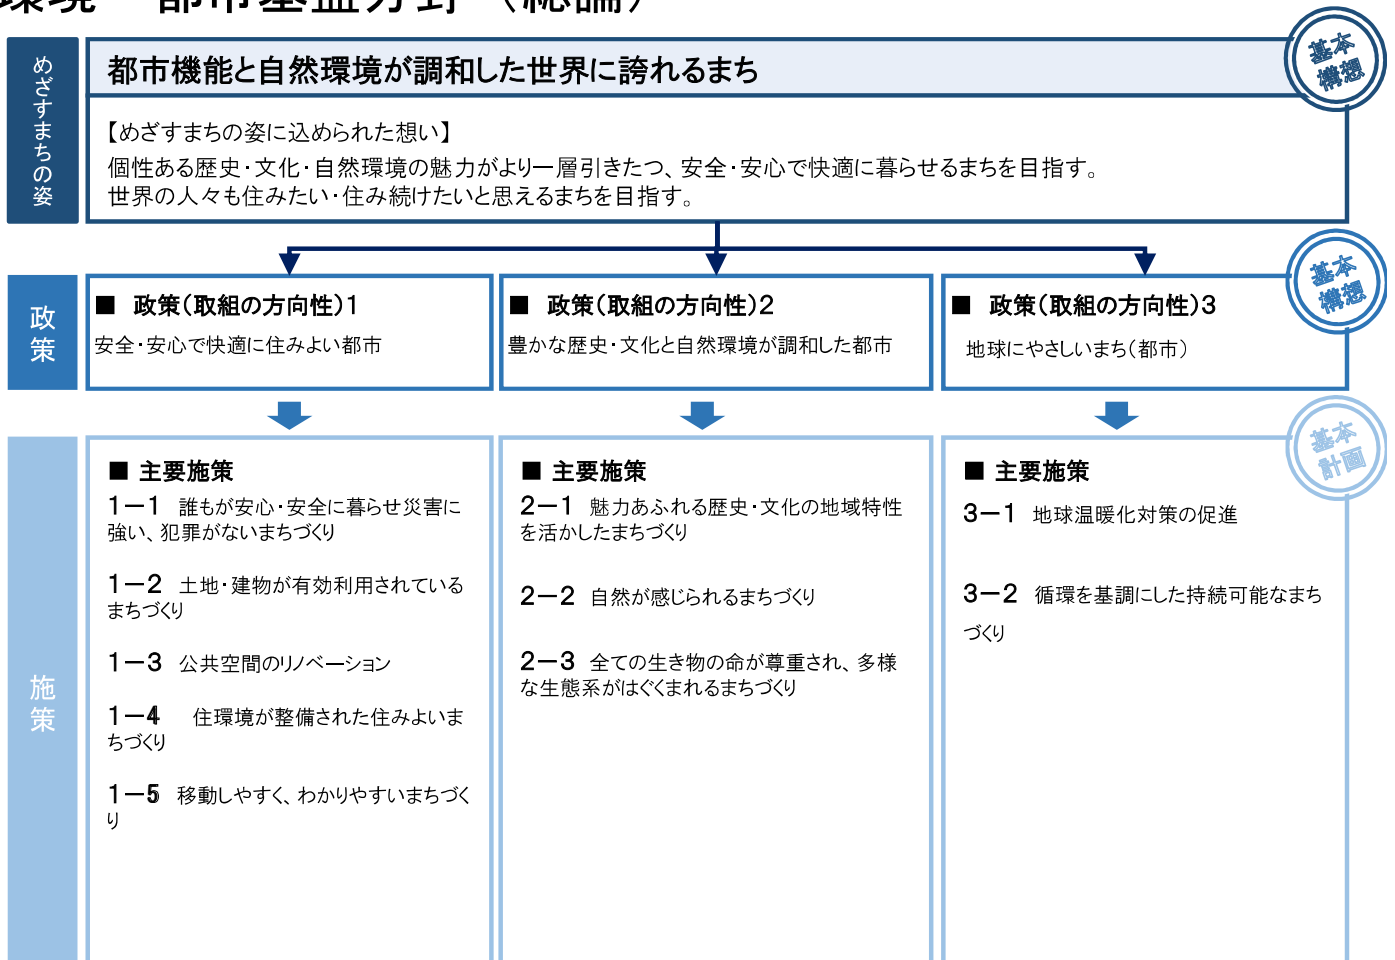 環境・都市基盤分野（総論）
めざすまちの姿
都市機能と自然環境が調和した世界に誇れるまち
基本
構想
【めざすまちの姿に込められた想い】
個性ある歴史・文化・自然環境の魅力がより一層引きたつ、安全・安心で快適に暮らせるまちを目指す。
世界の人々も住みたい・住み続けたいと思えるまちを目指す。
政策
■ 政策（取組の方向性）1
安全・安心で快適に住みよい都市
■ 政策（取組の方向性）2
豊かな歴史・文化と自然環境が調和した都市
■ 政策（取組の方向性）3
地球にやさしいまち（都市）
基本
構想
施策
■ 主要施策
1－1 誰もが安心・安全に暮らせ災害に
強い、犯罪がないまちづくり
1－2 土地・建物が有効利用されている
まちづくり
1－3 公共空間のリノベーション
1－4 住環境が整備された住みよいま
ちづくり
1－5 移動しやすく、わかりやすいまちづく
り
■ 主要施策
2－1 魅力あふれる歴史・文化の地域特性
を活かしたまちづくり
2－2 自然が感じられるまちづくり
2－3 全ての生き物の命が尊重され、多様
な生態系がはぐくまれるまちづくり
■ 主要施策
3－1 地球温暖化対策の促進
3－2 循環を基調にした持続可能なまち
づくり
基本
計画